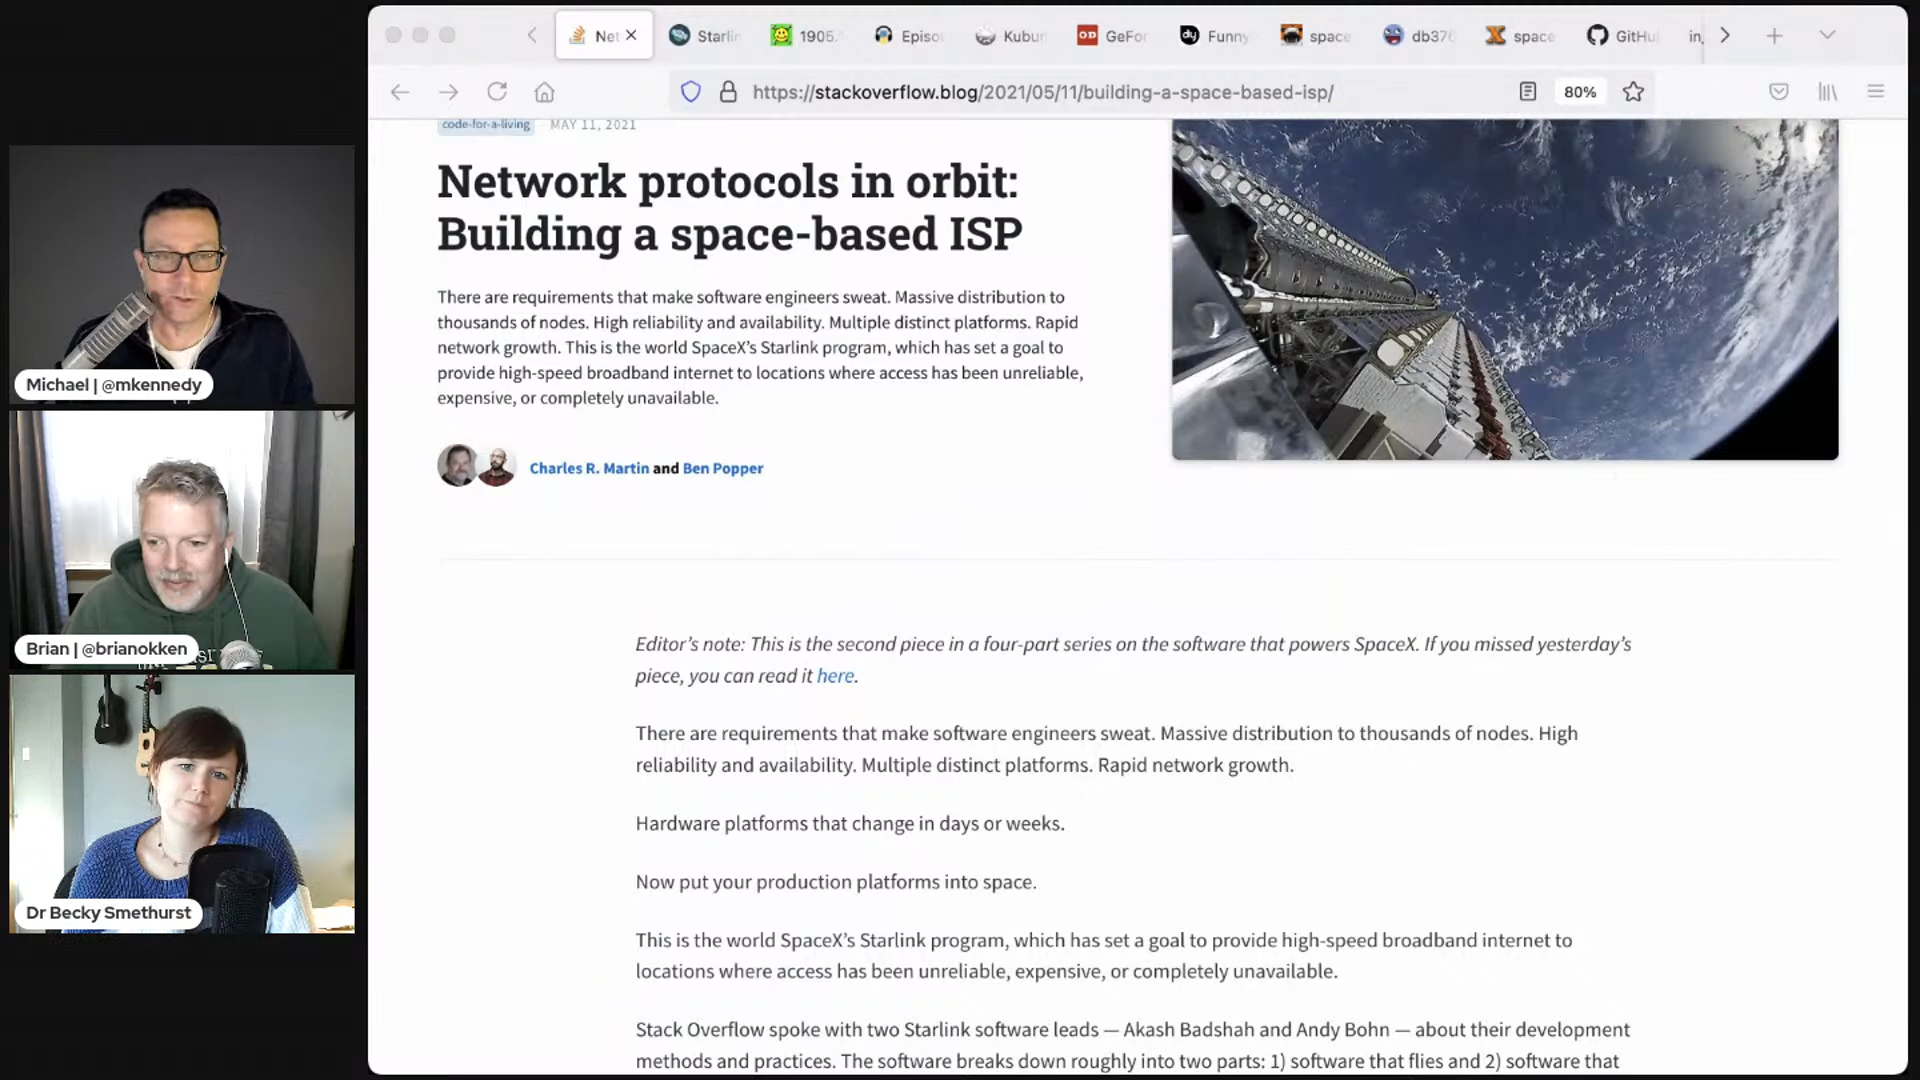 Net
Starlin
1905.
Episo
Kubun
GeFor
Funny
space
db376
space
GitHu
in,
https://stackoverflow.blog/2021/05/11/building-a-space-based-isp/
80%
code-for-a-living MAY 11, 2021
Network protocols in orbit:
Building a space-based ISP
There are requirements that make software engineers sweat. Massive distribution to
thousands of nodes. High reliability and availability. Multiple distinct platforms. Rapid
network growth. This is the world SpaceX’s Starlink program, which has set a goal to
provide high-speed broadband internet to locations where access has been unreliable,
expensive, or completely unavailable.
Charles R. Martin and Ben Popper
Editor’s note: This is the second piece in a four-part series on the software that powers SpaceX. If you missed yesterday’s
piece, you can read it here.
There are requirements that make software engineers sweat. Massive distribution to thousands of nodes. High
reliability and availability. Multiple distinct platforms. Rapid network growth.
Hardware platforms that change in days or weeks.
Now put your production platforms into space.
This is the world SpaceX’s Starlink program, which has set a goal to provide high-speed broadband internet to
locations where access has been unreliable, expensive, or completely unavailable.
Stack Overflow spoke with two Starlink software leads — Akash Badshah and Andy Bohn — about their development
methods and practices. The software breaks down roughly into two parts: 1) software that flies and 2) software that
Michael | @mkennedy
Brian | @brianokken
Dr Becky Smethurst